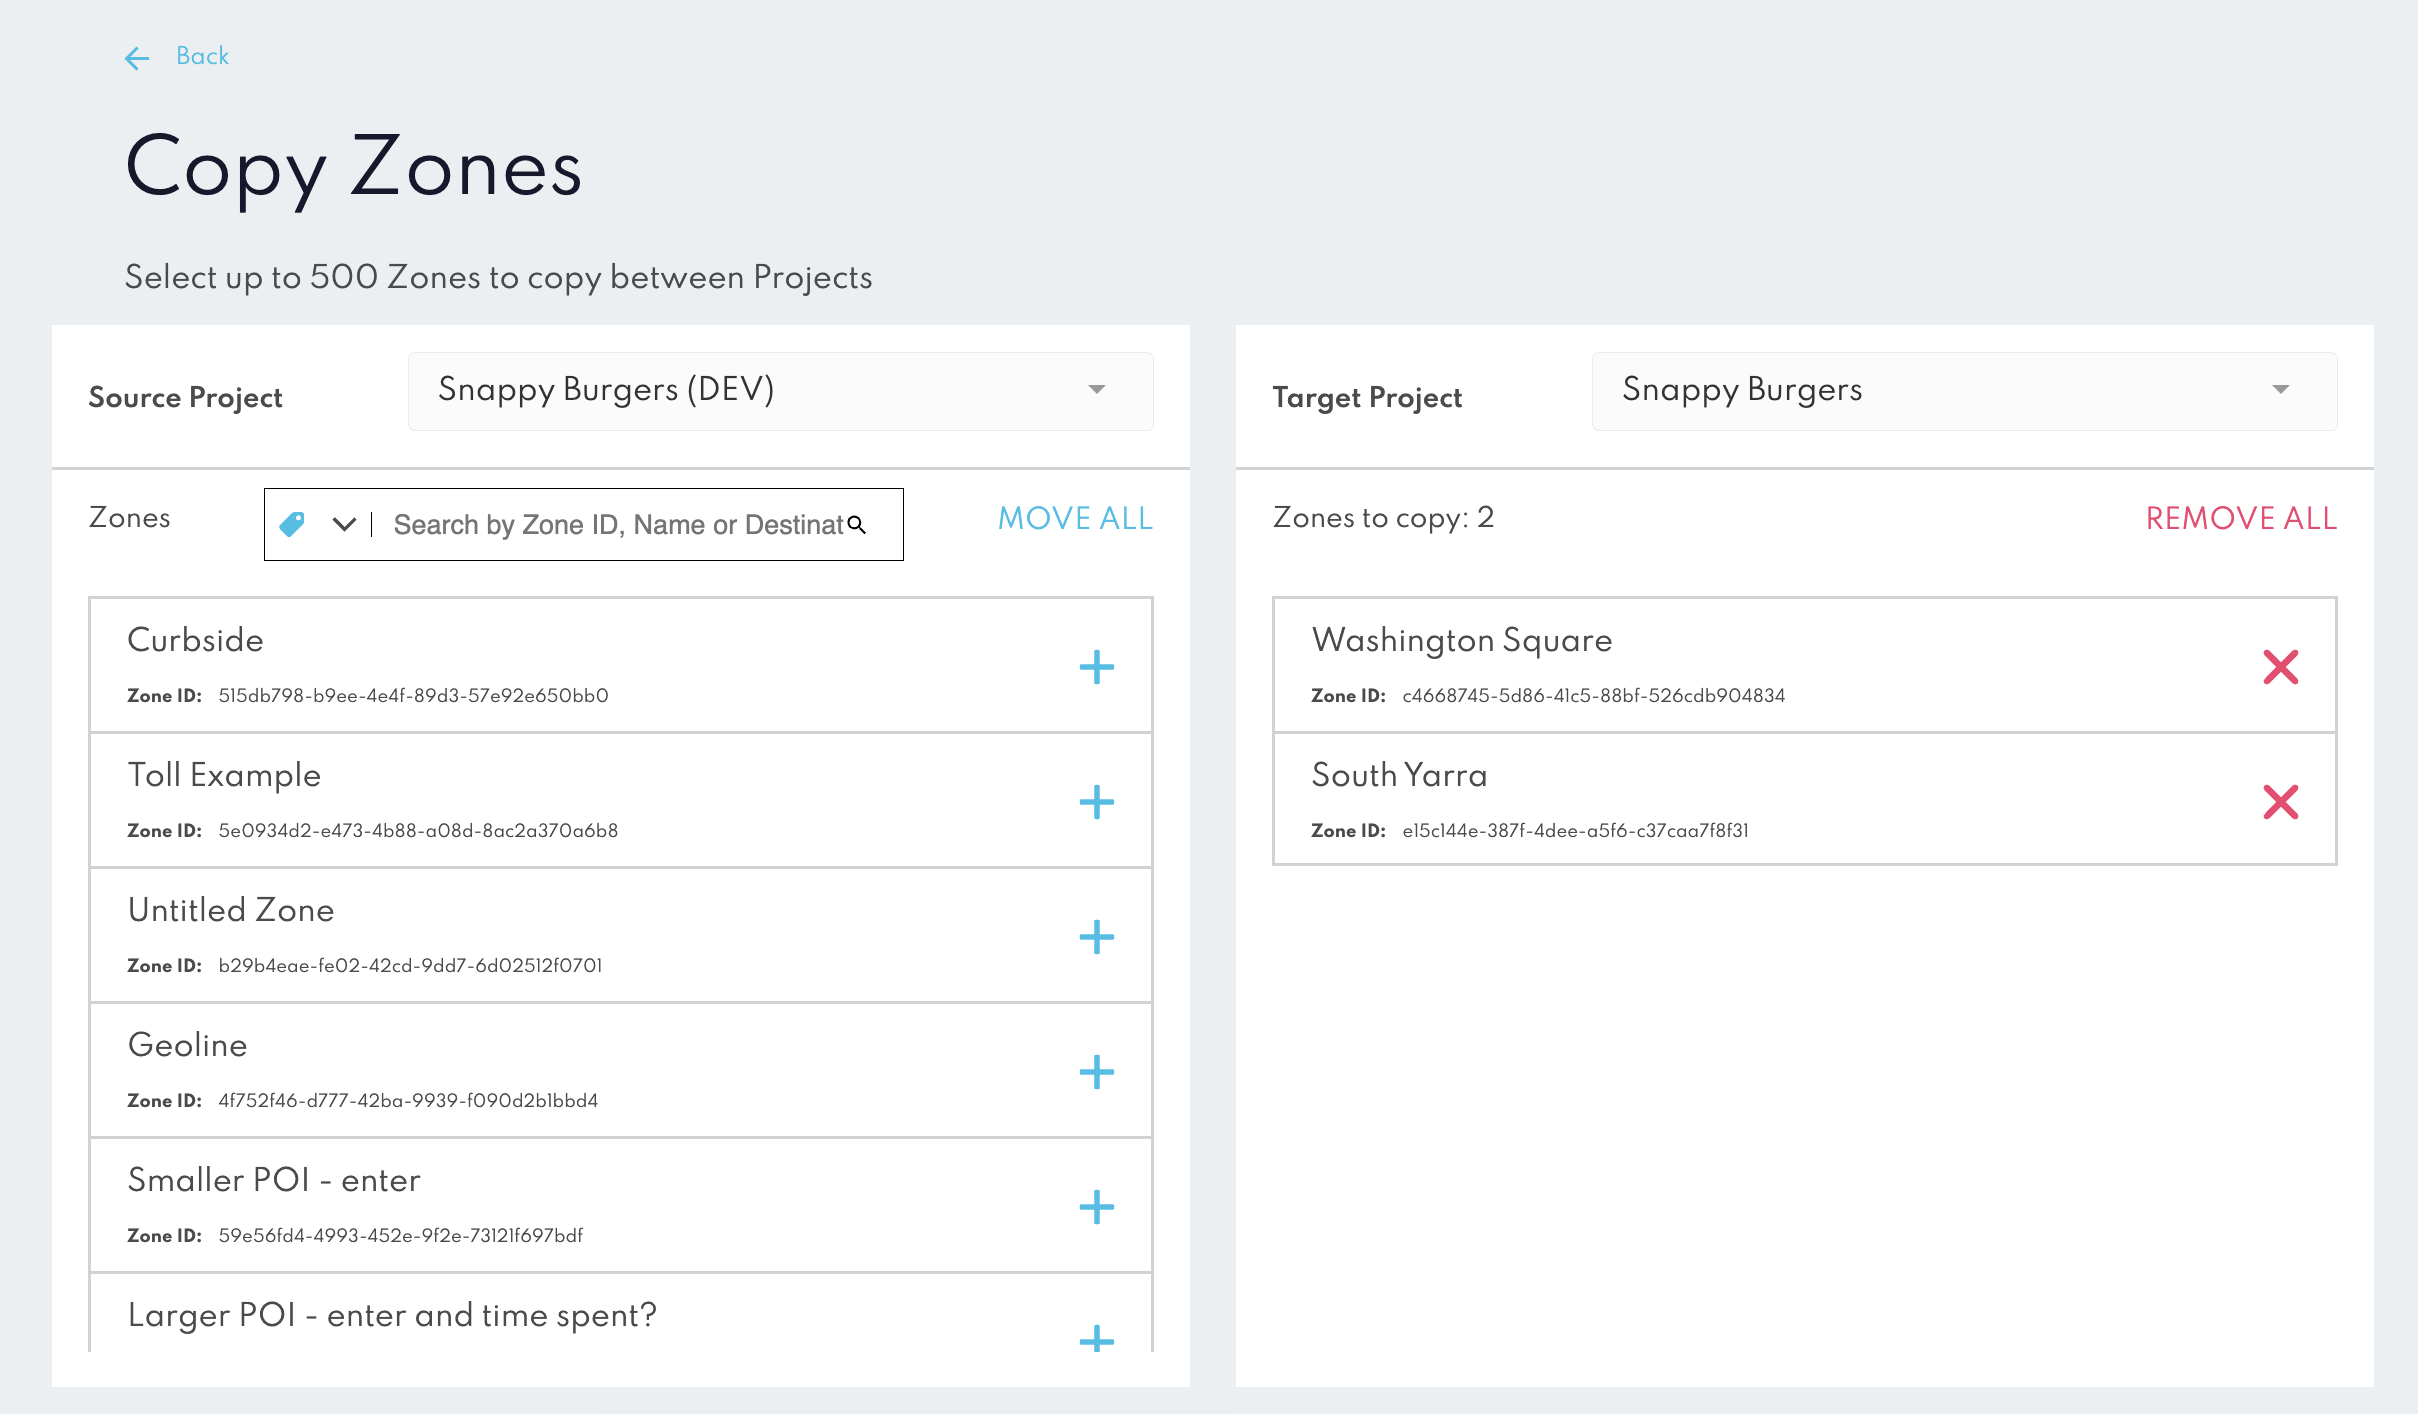 Back
Copy Zones
Select up to 500 Zones to copy between Projects
Source Project
Snappy Burgers (DEV)
Zones
Search by Zone ID, Name or Destinat
MOVE ALL
Curbside
Zone ID: 515db798-b9ee-4e4f-89d3-57e92e650bb0
Toll Example
Zone ID: 5e0934d2-e473-4b88-a08d-8ac2a370a6b8
Untitled Zone
Zone ID: b29b4eae-fe02-42cd-9dd7-6d02512f0701
Geoline
Zone ID: 4f752f46-d777-42ba-9939-f090d2b1bbd4
Smaller POI - enter
Zone ID: 59e56fd4-4993-452e-9f2e-73121f697bdf
Larger POI - enter and time spent?
Target Project
Snappy Burgers
Zones to copy: 2
REMOVE ALL
Washington Square
Zone ID: c4668745-5d86-41c5-88bf-526cdb904834
South Yarra
Zone ID: e15c144e-387f-4dee-a5f6-c37caa7f8f31